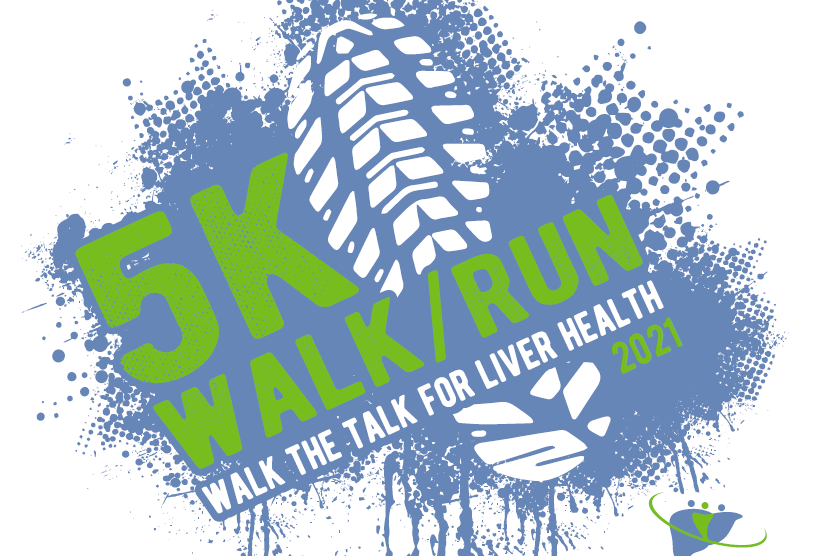 5K
WALK/RUN
WALK THE TALK FOR LIVER HEALTH
2021